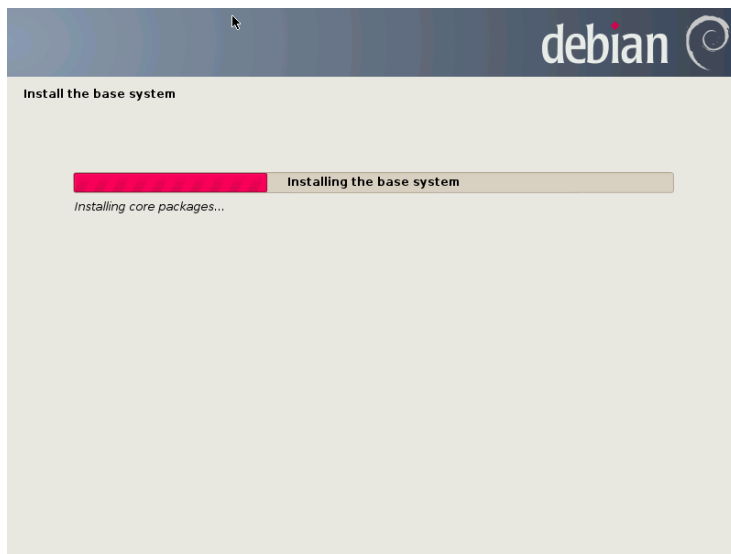 debian
Install the base system
Installing the base system
Installing core packages...